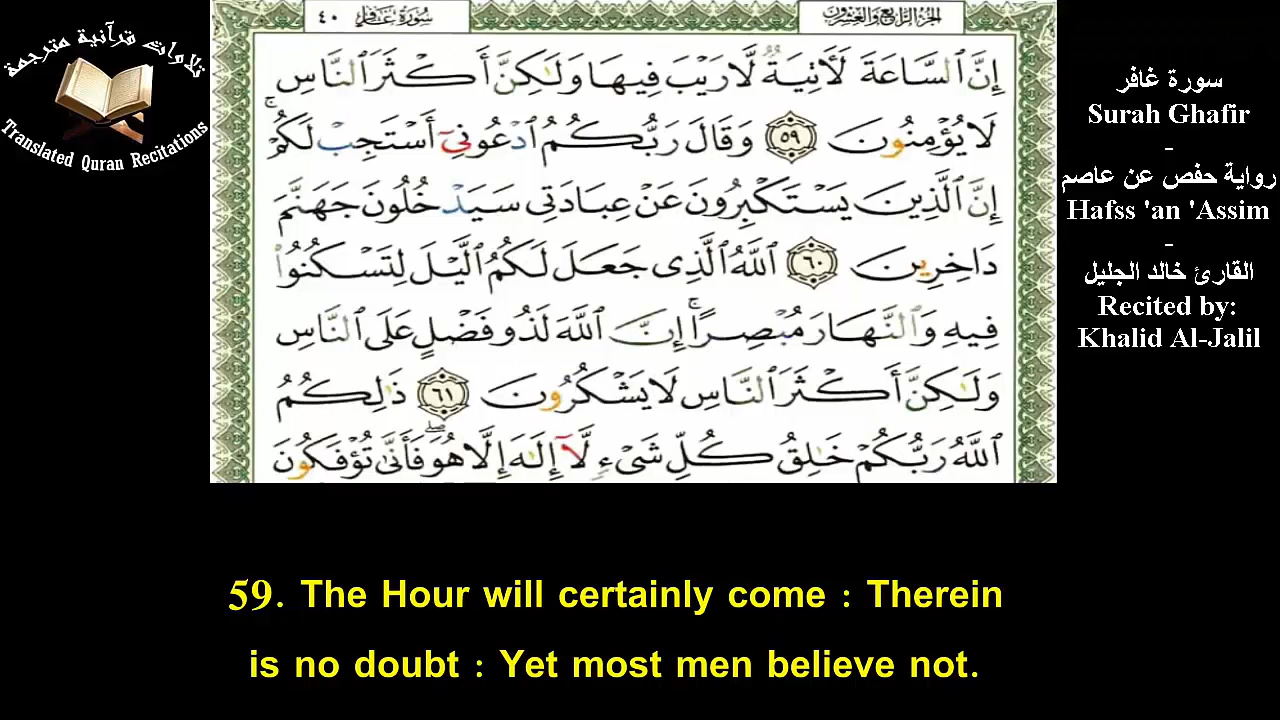 تلاوات قرآنية مترجمة
Translated Quran Recitations
سورة غافر ٤٠
الجزء الرابع والعشرون
إِنَّ ٱلسَّاعَةَ لَأٓتِيَةٌ لَّا رَيْبَ فِيهَا وَلَٰكِنَّ أَكْثَرَ ٱلنَّاسِ
لَا يُؤْمِنُونَ ٥٩ وَقَالَ رَبُّكُمُ ٱدْعُونِىٓ أَسْتَجِبْ لَكُمْ ۚ
إِنَّ ٱلَّذِينَ يَسْتَكْبِرُونَ عَنْ عِبَادَتِى سَيَدْخُلُونَ جَهَنَّمَ
دَاخِرِينَ ٦٠ ٱللَّهُ ٱلَّذِى جَعَلَ لَكُمُ ٱلَّيْلَ لِتَسْكُنُوا۟
فِيهِ وَٱلنَّهَارَ مُبْصِرًا ۚ إِنَّ ٱللَّهَ لَذُو فَضْلٍ عَلَى ٱلنَّاسِ
وَلَٰكِنَّ أَكْثَرَ ٱلنَّاسِ لَا يَشْكُرُونَ ٦١ ذَٰلِكُمُ
ٱللَّهُ رَبُّكُمْ خَٰلِقُ كُلِّ شَىْءٍ لَّآ إِلَٰهَ إِلَّا هُوَ ۖ فَأَنَّىٰ تُؤْفَكُونَ
سورة غافر
Surah Ghafir
-
رواية حفص عن عاصم
Hafss 'an 'Assim
-
القارئ خالد الجليل
Recited by:
Khalid Al-Jalil
59. The Hour will certainly come : Therein
is no doubt : Yet most men believe not.